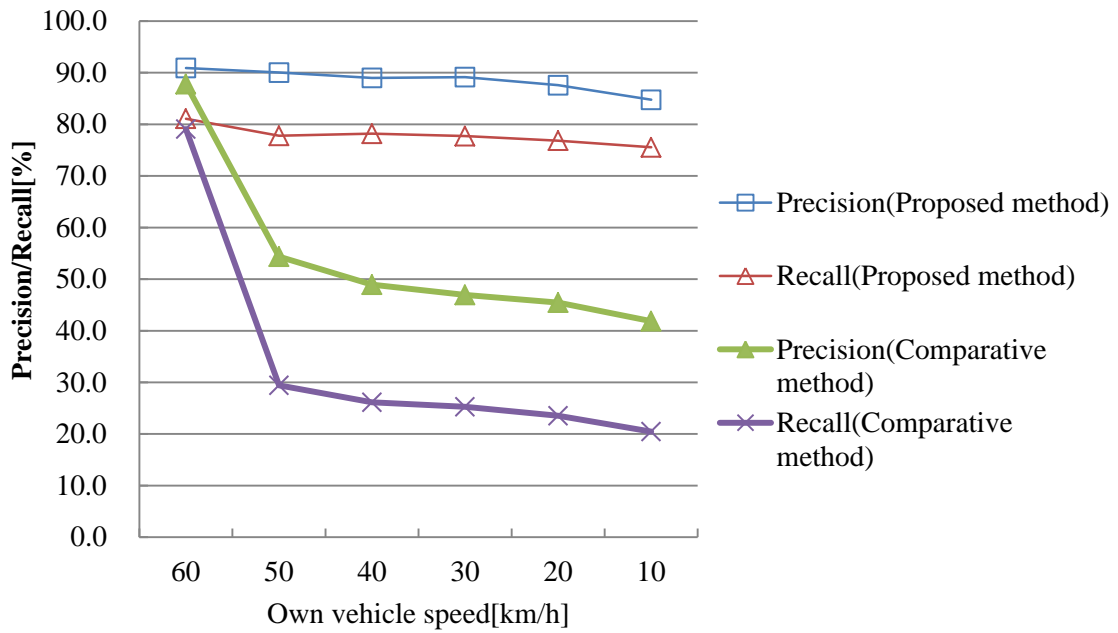 100.0
90.0
80.0
70.0
60.0
50.0
40.0
30.0
20.0
10.0
0.0
Precision/Recall[%]
60 50 40 30 20 10
Own vehicle speed[km/h]
Precision(Proposed method)
Recall(Proposed method)
Precision(Comparative
method)
Recall(Comparative
method)